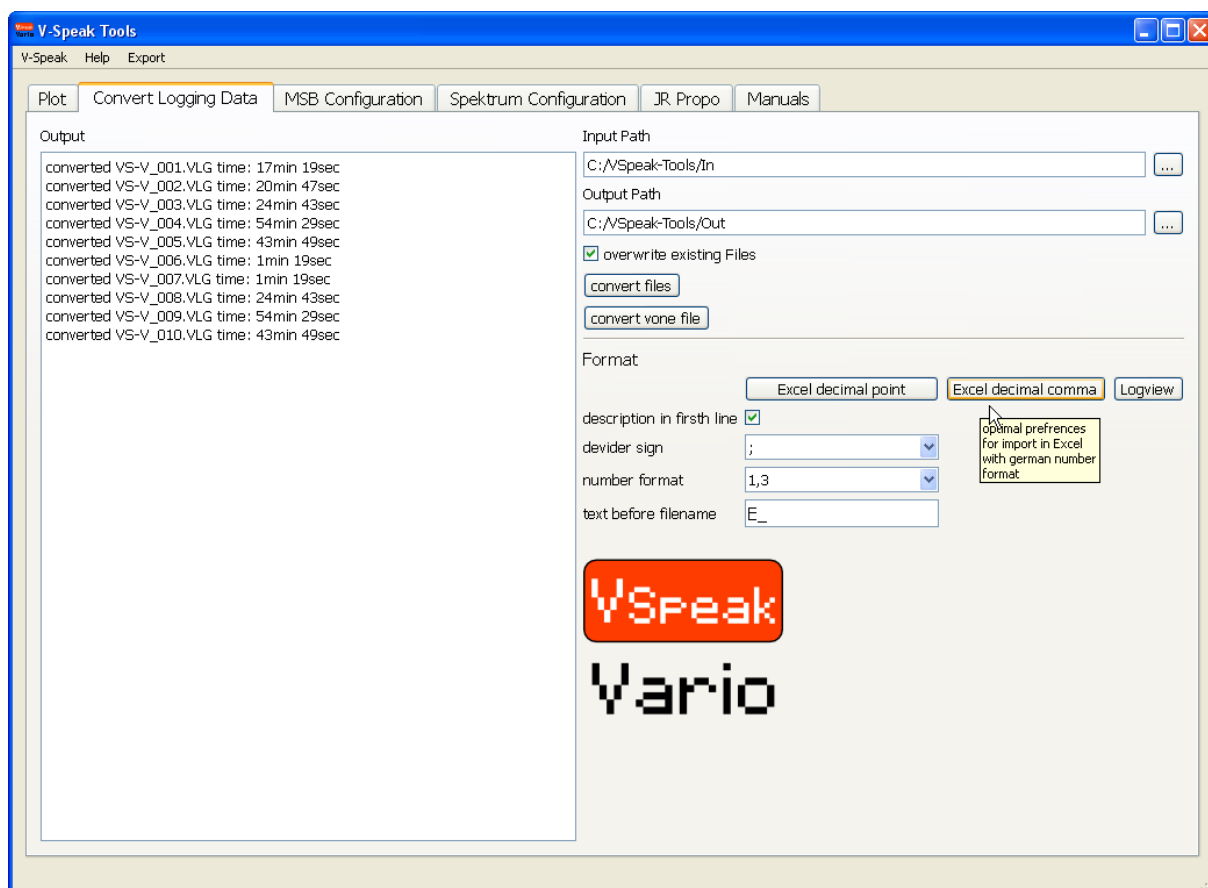 V-Speak Tools
V-Speak Help Export
Plot Convert Logging Data MSB Configuration Spektrum Configuration JR Propo Manuals
Output
converted VS-V_001.VLG time: 17min 19sec
converted VS-V_002.VLG time: 20min 47sec
converted VS-V_003.VLG time: 24min 43sec
converted VS-V_004.VLG time: 54min 29sec
converted VS-V_005.VLG time: 43min 49sec
converted VS-V_006.VLG time: 1min 19sec
converted VS-V_007.VLG time: 1min 19sec
converted VS-V_008.VLG time: 24min 43sec
converted VS-V_009.VLG time: 54min 29sec
converted VS-V_010.VLG time: 43min 49sec
Input Path
C:/VSpeak-Tools/In
...
Output Path
C:/VSpeak-Tools/Out
...
overwrite existing Files
convert files
convert vone file
Format
Excel decimal point Excel decimal comma Logview
description in firsth line
devider sign ;
number format 1,3
text before filename E_
optimal prefrences
for import in Excel
with german number
format
VSpeak
Vario